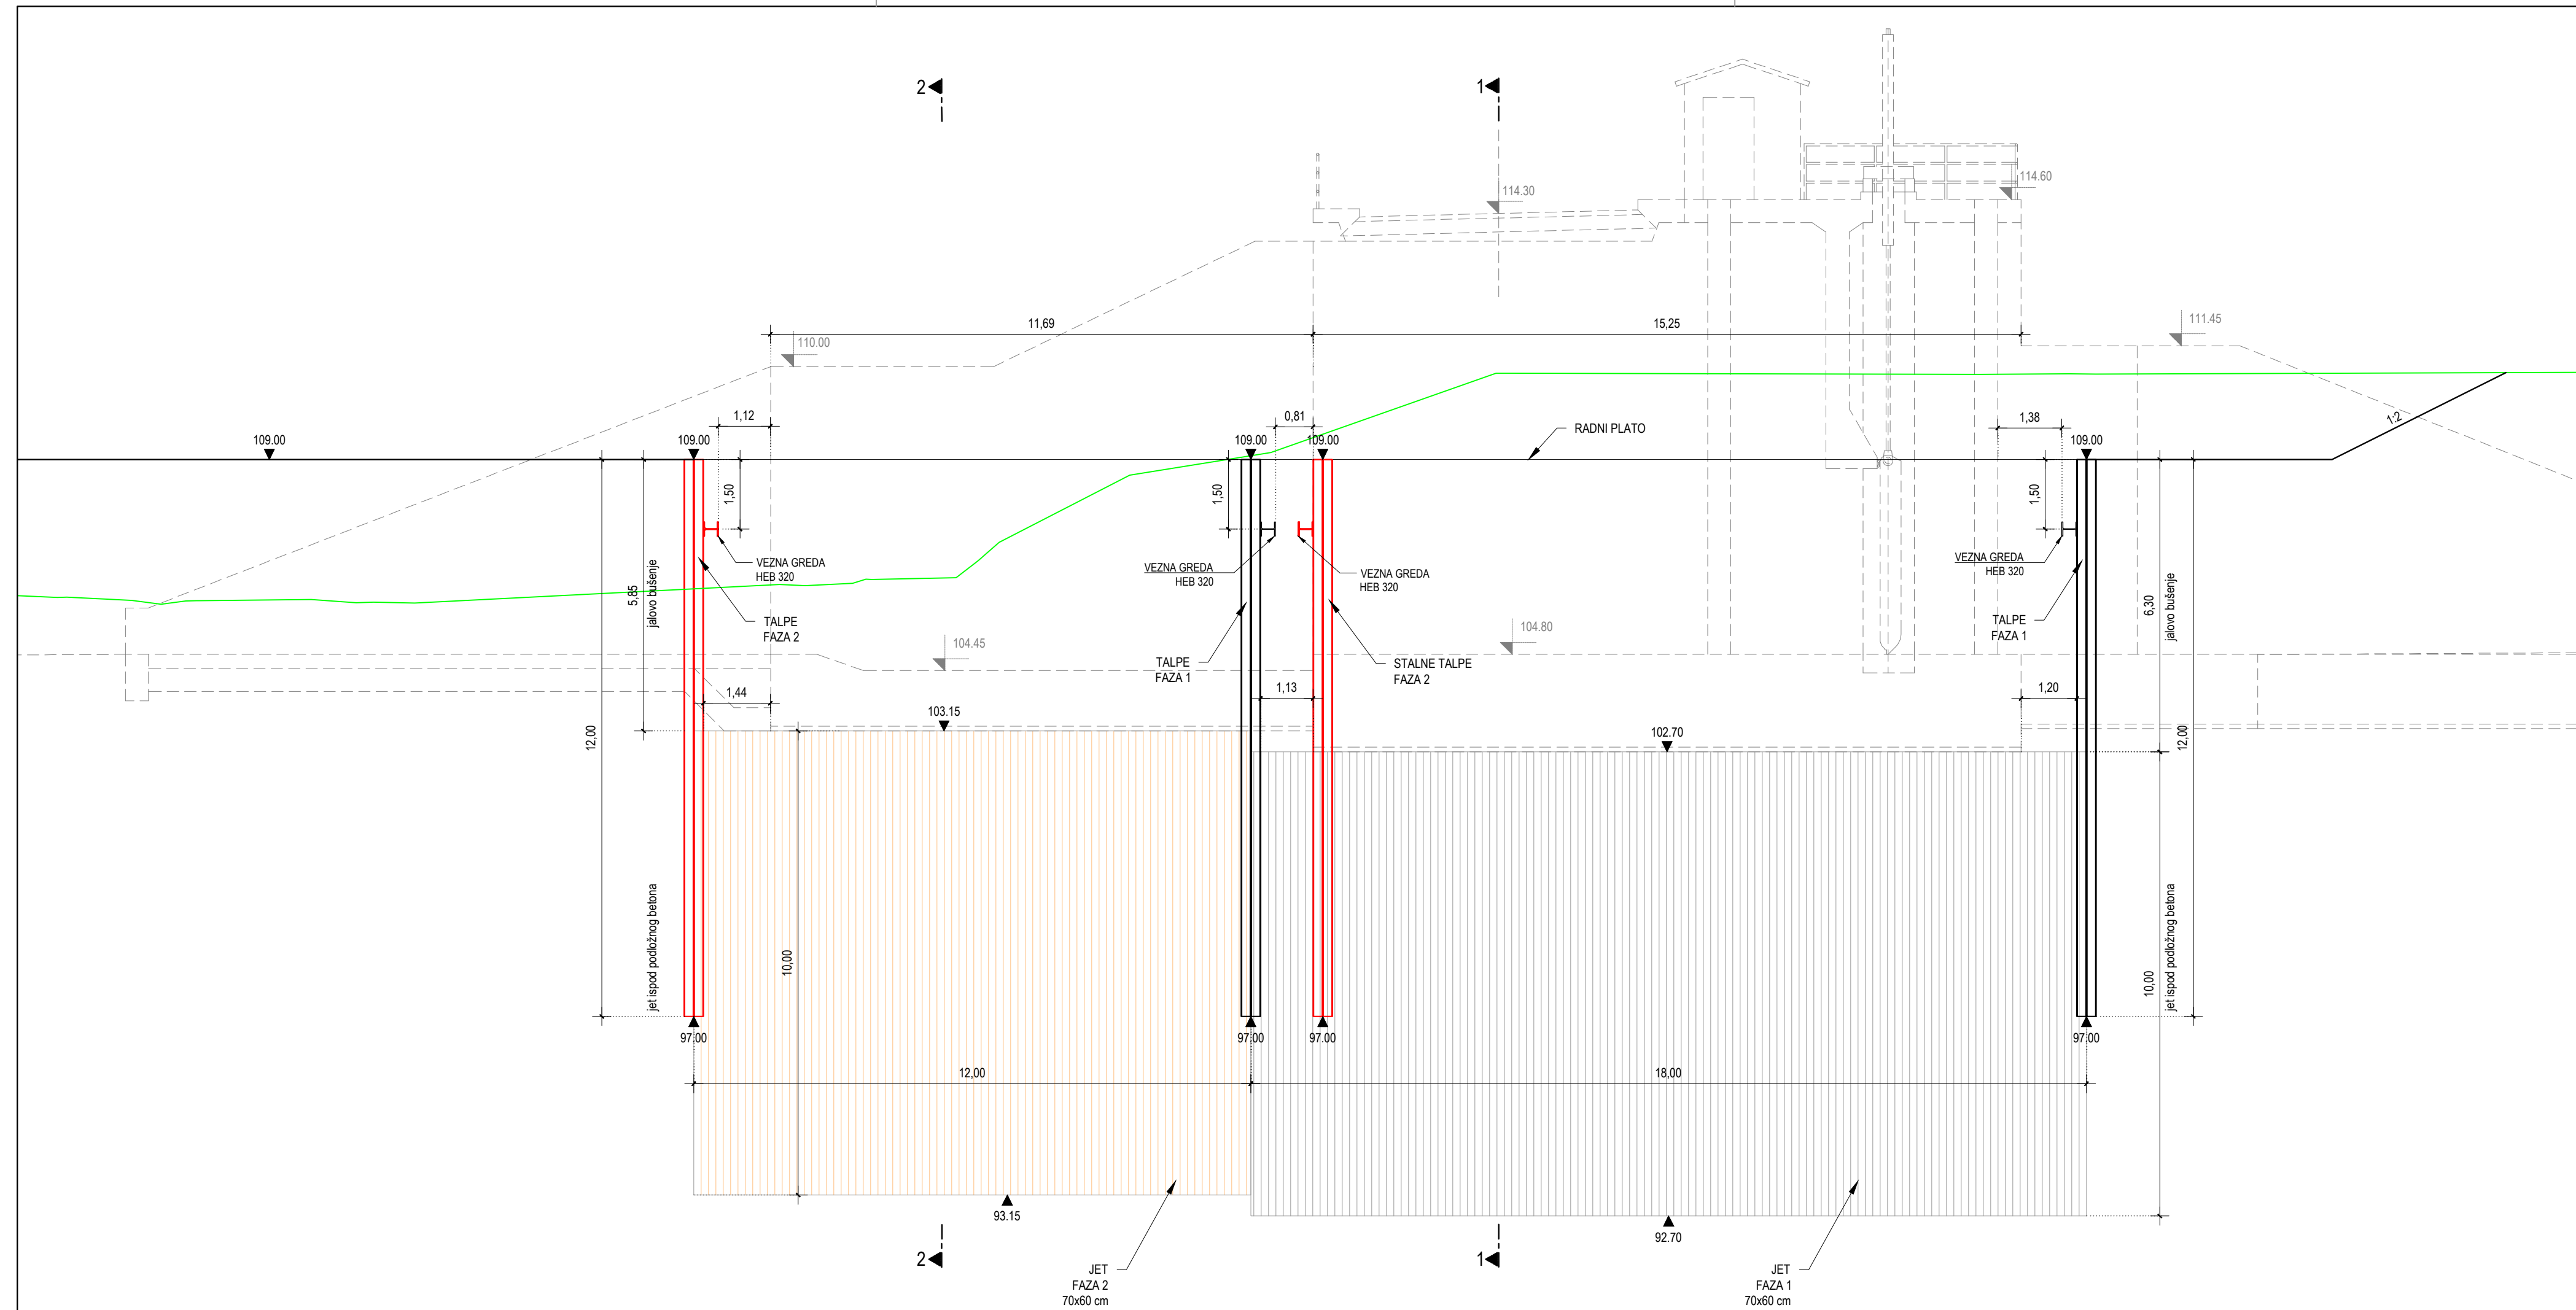 2
1
114.30
114.60
11,69
15,25
111.45
110.00
1,12
0,81
1,38
1:2
RADNI PLATO
109.00
109.00
109.00
109.00
109.00
1,50
1,50
1,50
VEZNA GREDA
HEB 320
VEZNA GREDA
HEB 320
VEZNA GREDA
HEB 320
VEZNA GREDA
HEB 320
5,85
jalovo bušenje
6,30
jalovo bušenje
TALPE
FAZA 2
TALPE
FAZA 1
STALNE TALPE
FAZA 2
TALPE
FAZA 1
104.45
104.80
1,44
1,13
1,20
103.15
102.70
12,00
12,00
jet ispod podložnog betona
10,00
10,00
jet ispod podložnog betona
97.00
97.00
97.00
97.00
12,00
18,00
93.15
92.70
2
1
JET
FAZA 2
70x60 cm
JET
FAZA 1
70x60 cm